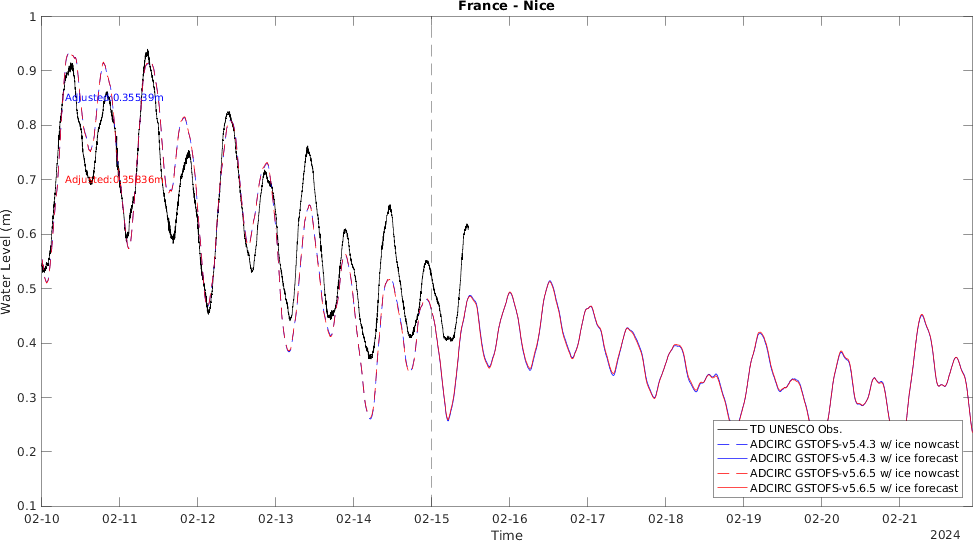 France - Nice
Water Level (m)
1
0.9
0.8
0.7
0.6
0.5
0.4
0.3
0.2
0.1
Adjusted:0.35539m
Adjusted:0.35836m
TD UNESCO Obs.
ADCIRC GSTOFS-v5.4.3 w/ ice nowcast
ADCIRC GSTOFS-v5.4.3 w/ ice forecast
ADCIRC GSTOFS-v5.6.5 w/ ice nowcast
ADCIRC GSTOFS-v5.6.5 w/ ice forecast
02-10 02-11 02-12 02-13 02-14 02-15 02-16 02-17 02-18 02-19 02-20 02-21
Time
2024